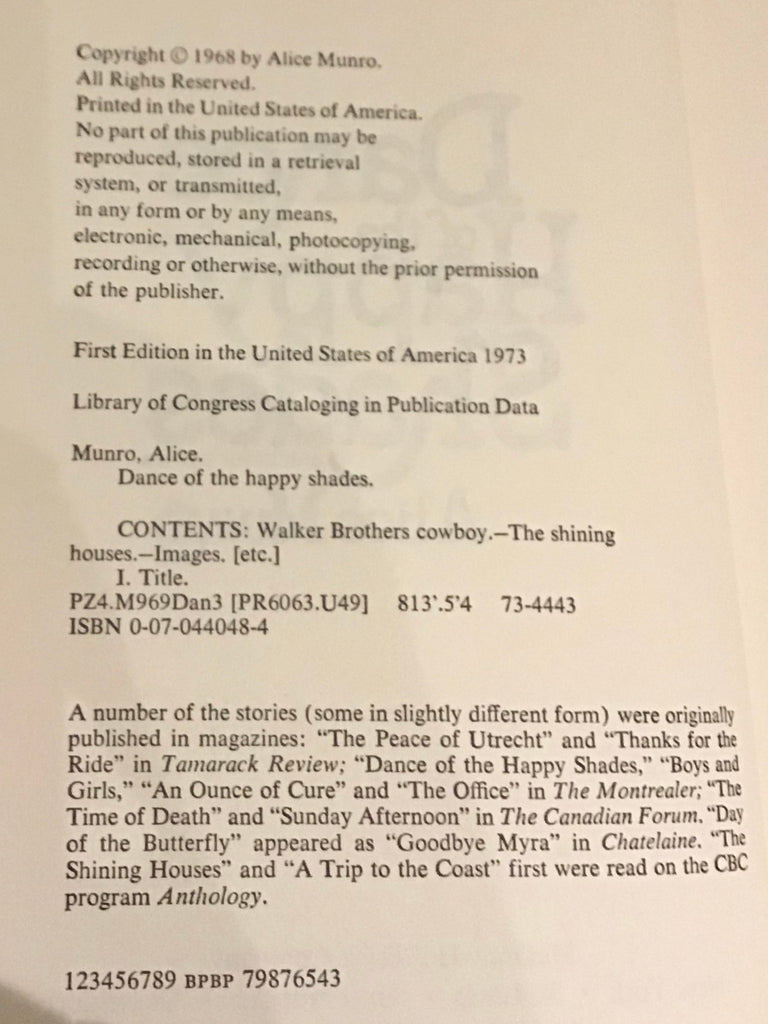 Copyright © 1968 by Alice Munro.
All Rights Reserved.
Printed in the United States of America.
No part of this publication may be
reproduced, stored in a retrieval
system, or transmitted,
in any form or by any means,
electronic, mechanical, photocopying,
recording or otherwise, without the prior permission
of the publisher.
First Edition in the United States of America 1973
Library of Congress Cataloging in Publication Data
Munro, Alice.
Dance of the happy shades.
CONTENTS: Walker Brothers cowboy.—The shining
houses.—Images. [etc.]
I. Title.
PZ4.M969Dan3 [PR6063.U49] 813'.5'4 73-4443
ISBN 0-07-044048-4
A number of the stories (some in slightly different form) were originally
published in magazines: “The Peace of Utrecht” and “Thanks for the
Ride” in Tamarack Review; “Dance of the Happy Shades,” “Boys and
Girls,” “An Ounce of Cure” and “The Office” in The Montrealer; “The
Time of Death” and “Sunday Afternoon” in The Canadian Forum. “Day
of the Butterfly” appeared as “Goodbye Myra” in Chatelaine. “The
Shining Houses” and “A Trip to the Coast” first were read on the CBC
program Anthology.
123456789 BPBP 79876543